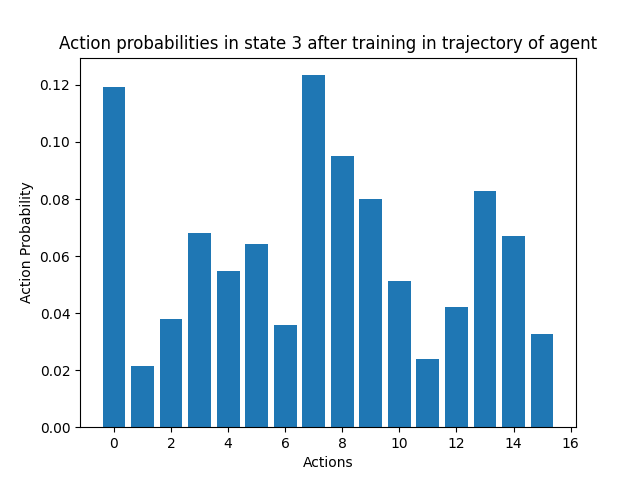 Action probabilities in state 3 after training in trajectory of agent
0.12
0.10
0.08
0.06
0.04
0.02
0.00
Action Probability
0 2 4 6 8 10 12 14 16
Actions